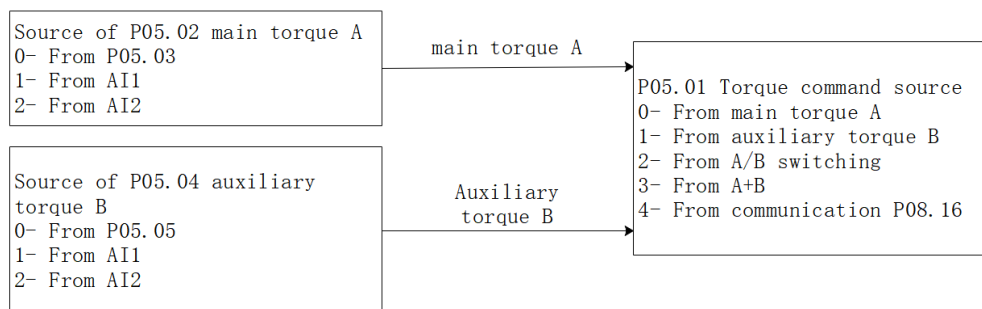 Source of P05.02 main torque A
0- From P05.03
1- From AI1
2- From AI2
main torque A
Source of P05.04 auxiliary
torque B
0- From P05.05
1- From AI1
2- From AI2
Auxiliary
torque B
P05.01 Torque command source
0- From main torque A
1- From auxiliary torque B
2- From A/B switching
3- From A+B
4- From communication P08.16